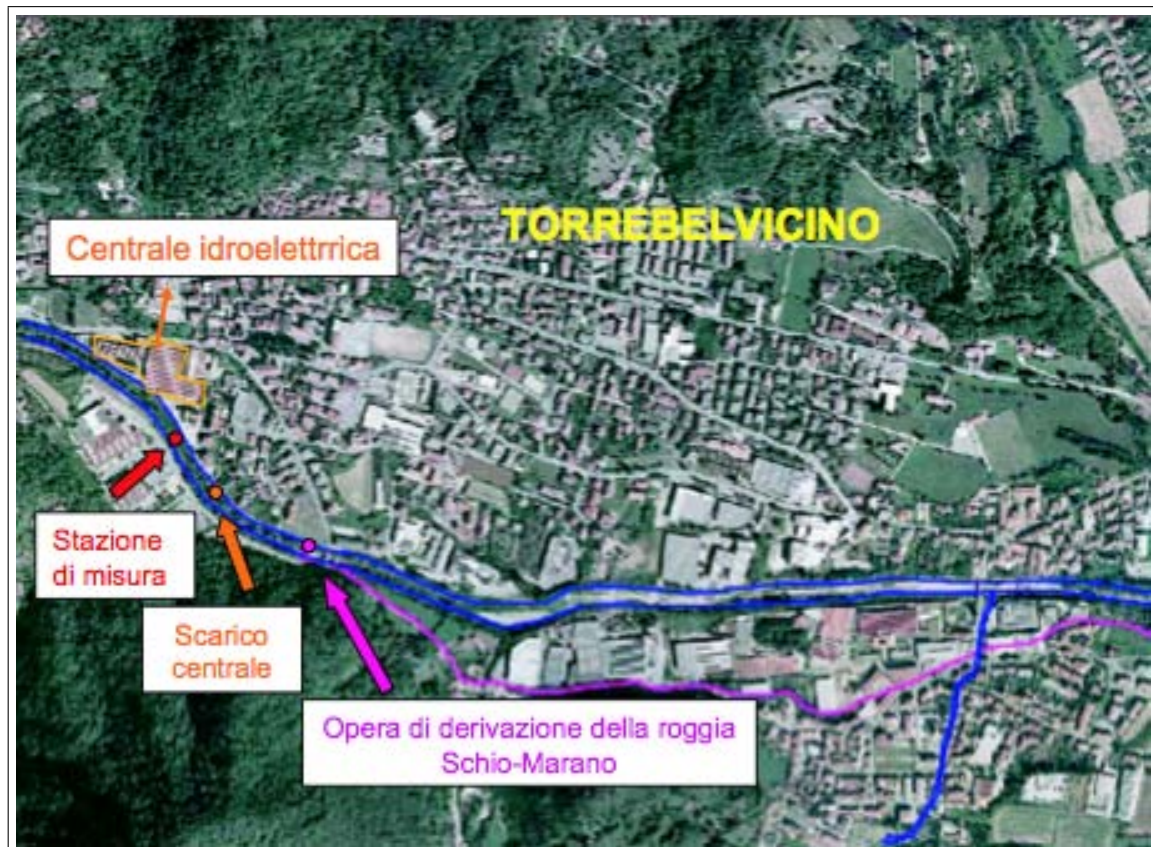 TORREBELVICINO
Centrale idroelettrrica
Stazione
di misura
Scarico
centrale
Opera di derivazione della roggia
Schio-Marano